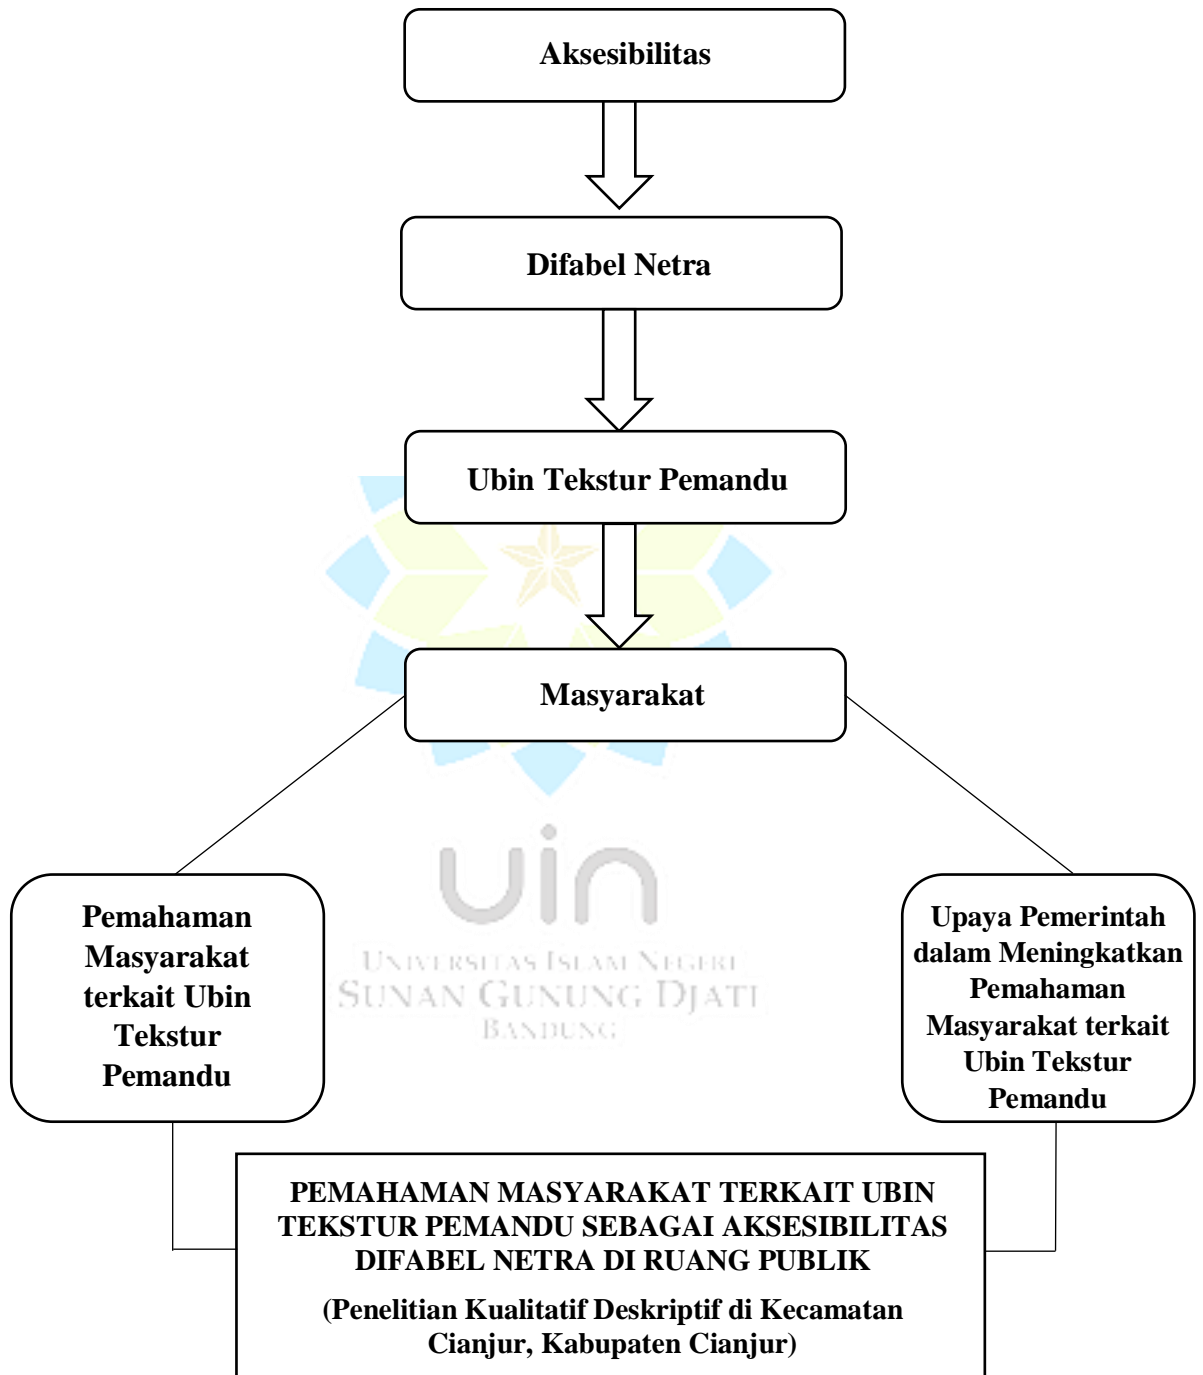 Aksesibilitas
Difabel Netra
Ubin Tekstur Pemandu
Masyarakat
uin
UNIVERSITAS ISLAM NEGERI
SUNAN GUNUNG DJATI
BANDUNG
Pemahaman
Masyarakat
terkait Ubin
Tekstur
Pemandu
Upaya Pemerintah
dalam Meningkatkan
Pemahaman
Masyarakat terkait
Ubin Tekstur
Pemandu
PEMAHAMAN MASYARAKAT TERKAIT UBIN
TEKSTUR PEMANDU SEBAGAI AKSESIBILITAS
DIFABEL NETRA DI RUANG PUBLIK
(Penelitian Kualitatif Deskriptif di Kecamatan
Cianjur, Kabupaten Cianjur)